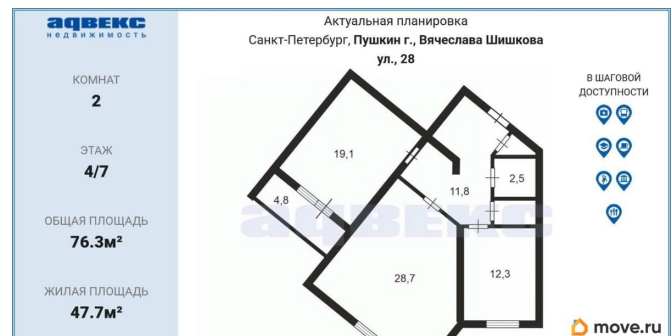 адвекс
недвижимость
КОМНАТ
2
ЭТАЖ
4/7
ОБЩАЯ ПЛОЩАДЬ
76.3м²
ЖИЛАЯ ПЛОЩАДЬ
47.7м²
Актуальная планировка
Санкт-Петербург, Пушкин г., Вячеслава Шишкова
ул., 28
19,1
4,8
11,8
2,5
28,7
12,3
адвекс
В ШАГОВОЙ
ДОСТУПНОСТИ
move.ru